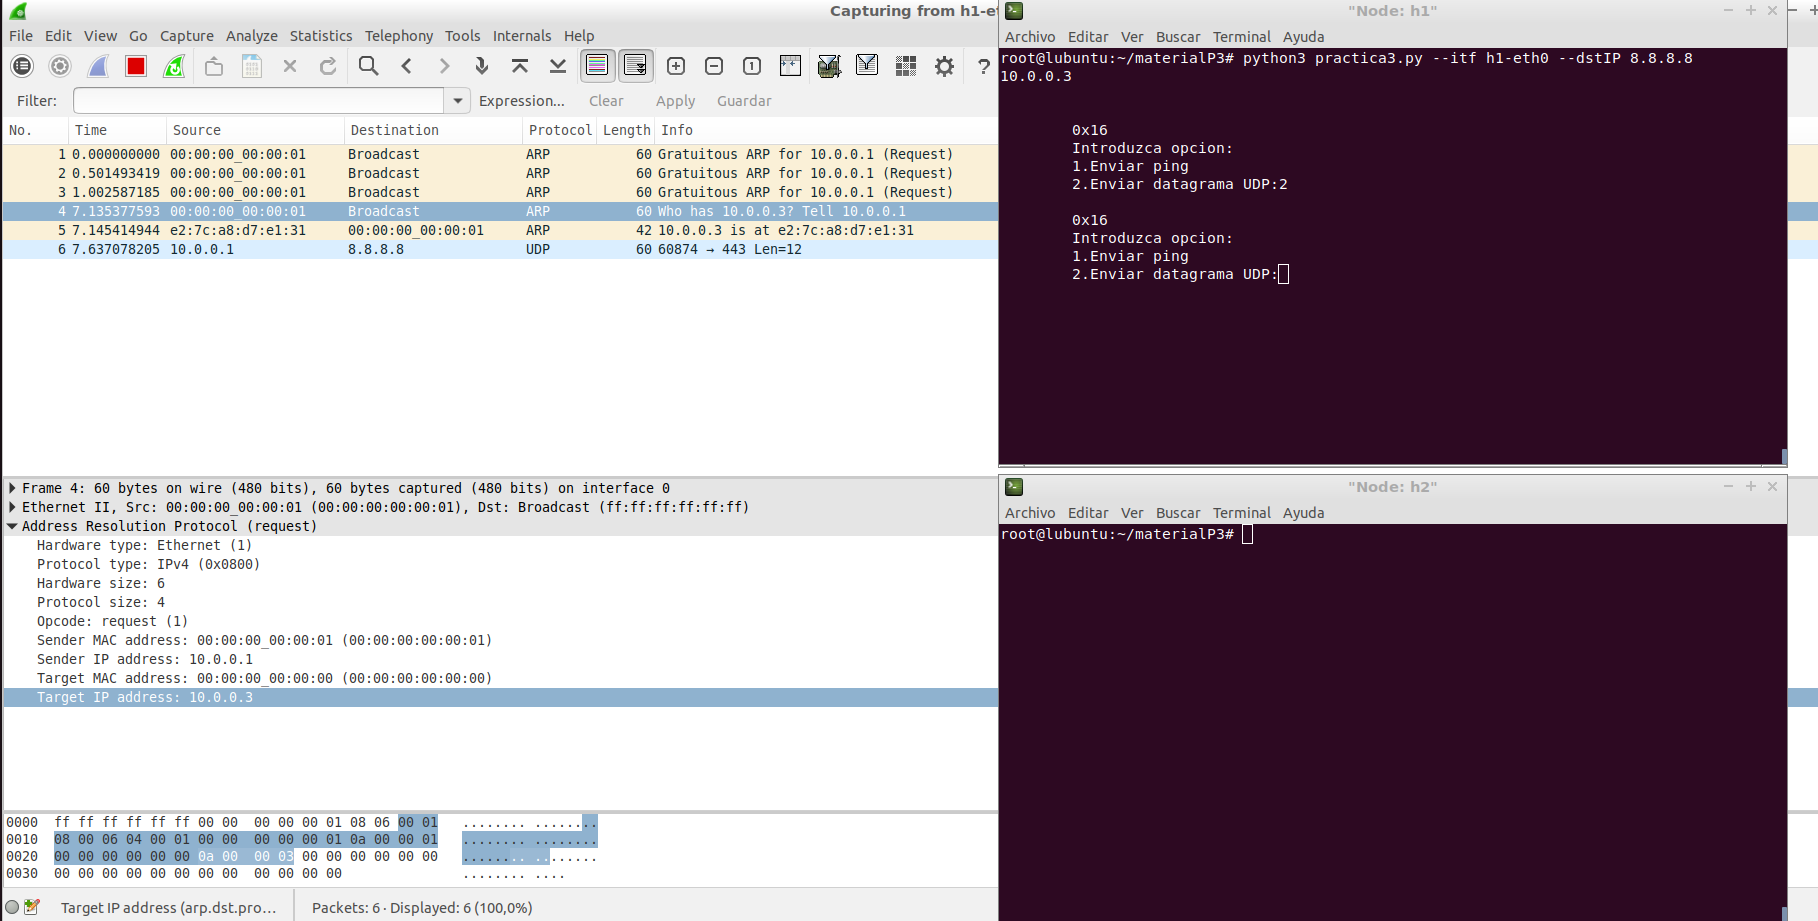 Capturing from h1-et
File Edit View Go Capture Analyze Statistics Telephony Tools Internals Help
Filter: Expression... Clear Apply Guardar
No. Time Source Destination Protocol Length Info
1 0.000000000 00:00:00_00:00:01 Broadcast ARP 60 Gratuitous ARP for 10.0.0.1 (Request)
2 0.501493419 00:00:00_00:00:01 Broadcast ARP 60 Gratuitous ARP for 10.0.0.1 (Request)
3 1.002587185 00:00:00_00:00:01 Broadcast ARP 60 Gratuitous ARP for 10.0.0.1 (Request)
4 7.135377593 00:00:00_00:00:01 Broadcast ARP 60 Who has 10.0.0.3? Tell 10.0.0.1
5 7.145414944 e2:7c:a8:d7:e1:31 00:00:00_00:00:01 ARP 42 10.0.0.3 is at e2:7c:a8:d7:e1:31
6 7.637078205 10.0.0.1 8.8.8.8 UDP 60 60874 → 443 Len=12
Frame 4: 60 bytes on wire (480 bits), 60 bytes captured (480 bits) on interface 0
Ethernet II, Src: 00:00:00_00:00:01 (00:00:00:00:00:01), Dst: Broadcast (ff:ff:ff:ff:ff:ff)
Address Resolution Protocol (request)
Hardware type: Ethernet (1)
Protocol type: IPv4 (0x0800)
Hardware size: 6
Protocol size: 4
Opcode: request (1)
Sender MAC address: 00:00:00_00:00:01 (00:00:00:00:00:01)
Sender IP address: 10.0.0.1
Target MAC address: 00:00:00_00:00:00 (00:00:00:00:00:00)
Target IP address: 10.0.0.3
0000 ff ff ff ff ff ff 00 00 00 00 00 01 08 06 00 01 ........ ........
0010 08 00 06 04 00 01 00 00 00 00 00 01 0a 00 00 01 ........ ........
0020 00 00 00 00 00 00 0a 00 00 03 00 00 00 00 00 00 ........ ........
0030 00 00 00 00 00 00 00 00 00 00 00 00 ........ ....
Target IP address (arp.dst.pro... Packets: 6 · Displayed: 6 (100,0%)
"Node: h1"
Archivo Editar Ver Buscar Terminal Ayuda
root@lubuntu:~/materialP3# python3 practica3.py --itf h1-eth0 --dstIP 8.8.8.8
10.0.0.3
0x16
Introduzca opcion:
1.Enviar ping
2.Enviar datagrama UDP:2
0x16
Introduzca opcion:
1.Enviar ping
2.Enviar datagrama UDP:
"Node: h2"
Archivo Editar Ver Buscar Terminal Ayuda
root@lubuntu:~/materialP3#